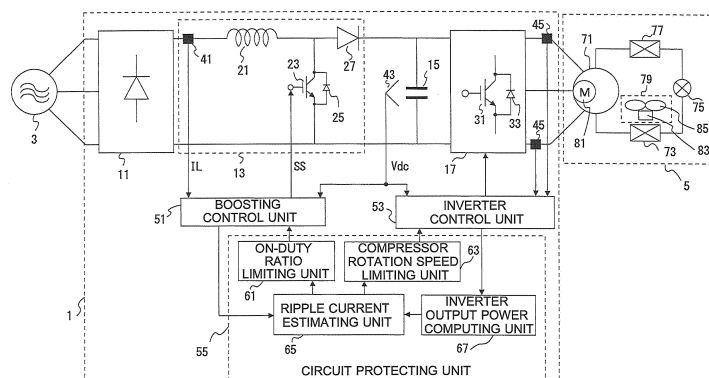 45
77
41
21
27
43
15
71
23
79
M
75
31
33
85
25
3
81
73
83
11
13
17
45
5
IL
SS
Vdc
51
BOOSTING
CONTROL UNIT
53
INVERTER
CONTROL UNIT
ON-DUTY
RATIO
LIMITING UNIT
COMPRESSOR
ROTATION SPEED
LIMITING UNIT
63
61
1
RIPPLE CURRENT
ESTIMATING UNIT
INVERTER
OUTPUT POWER
COMPUTING UNIT
55
65
67
CIRCUIT PROTECTING UNIT